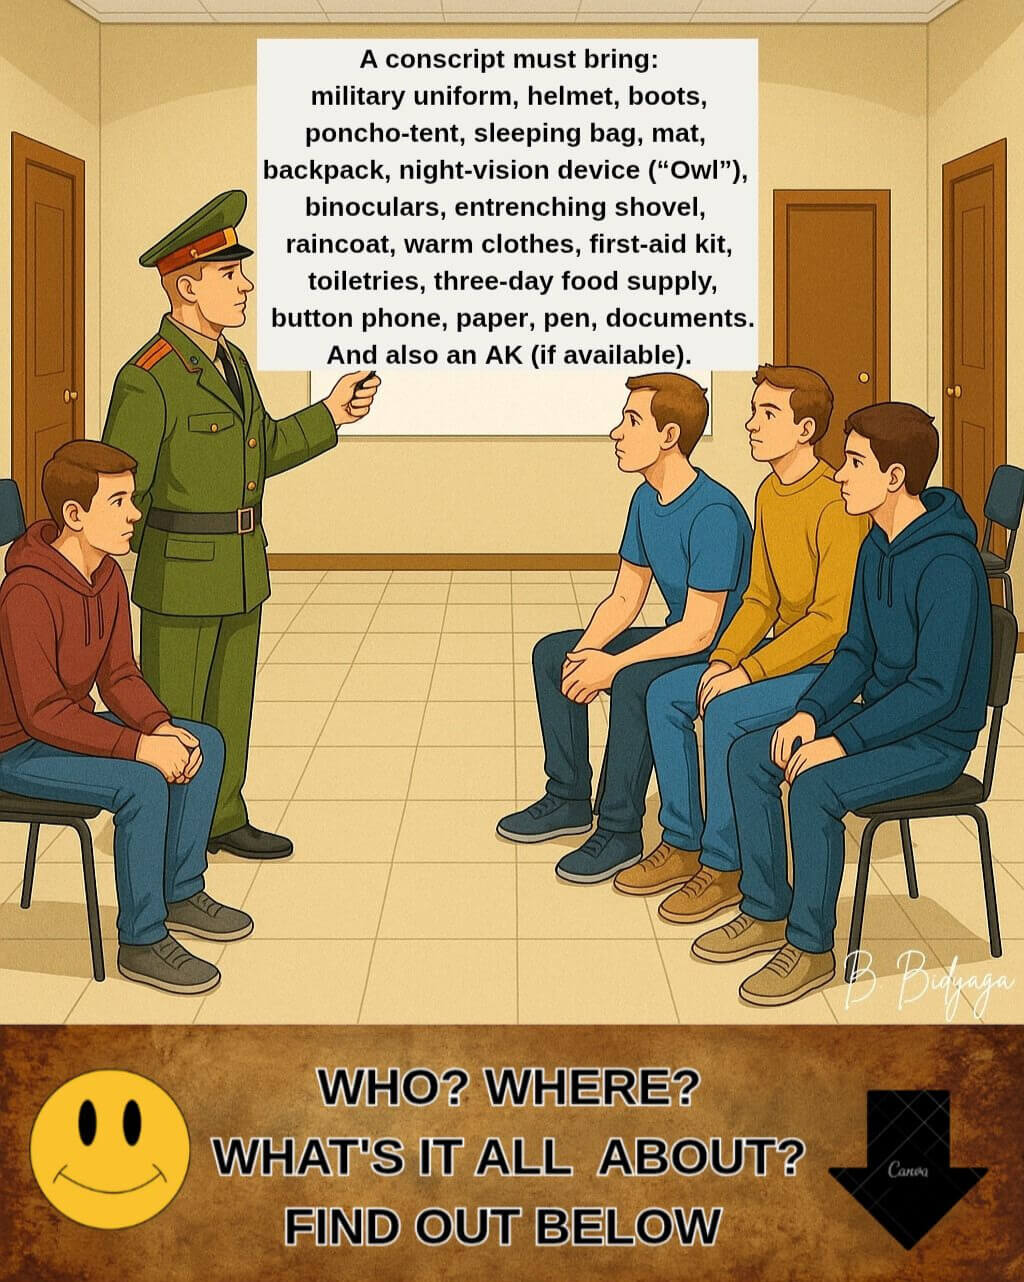 A conscript must bring:
military uniform, helmet, boots,
poncho-tent, sleeping bag, mat,
backpack, night-vision device (“Owl”),
binoculars, entrenching shovel,
raincoat, warm clothes, first-aid kit,
toiletries, three-day food supply,
button phone, paper, pen, documents.
And also an AK (if available).
B. Bidyaga
WHO? WHERE?
WHAT'S IT ALL ABOUT?
FIND OUT BELOW
Canva